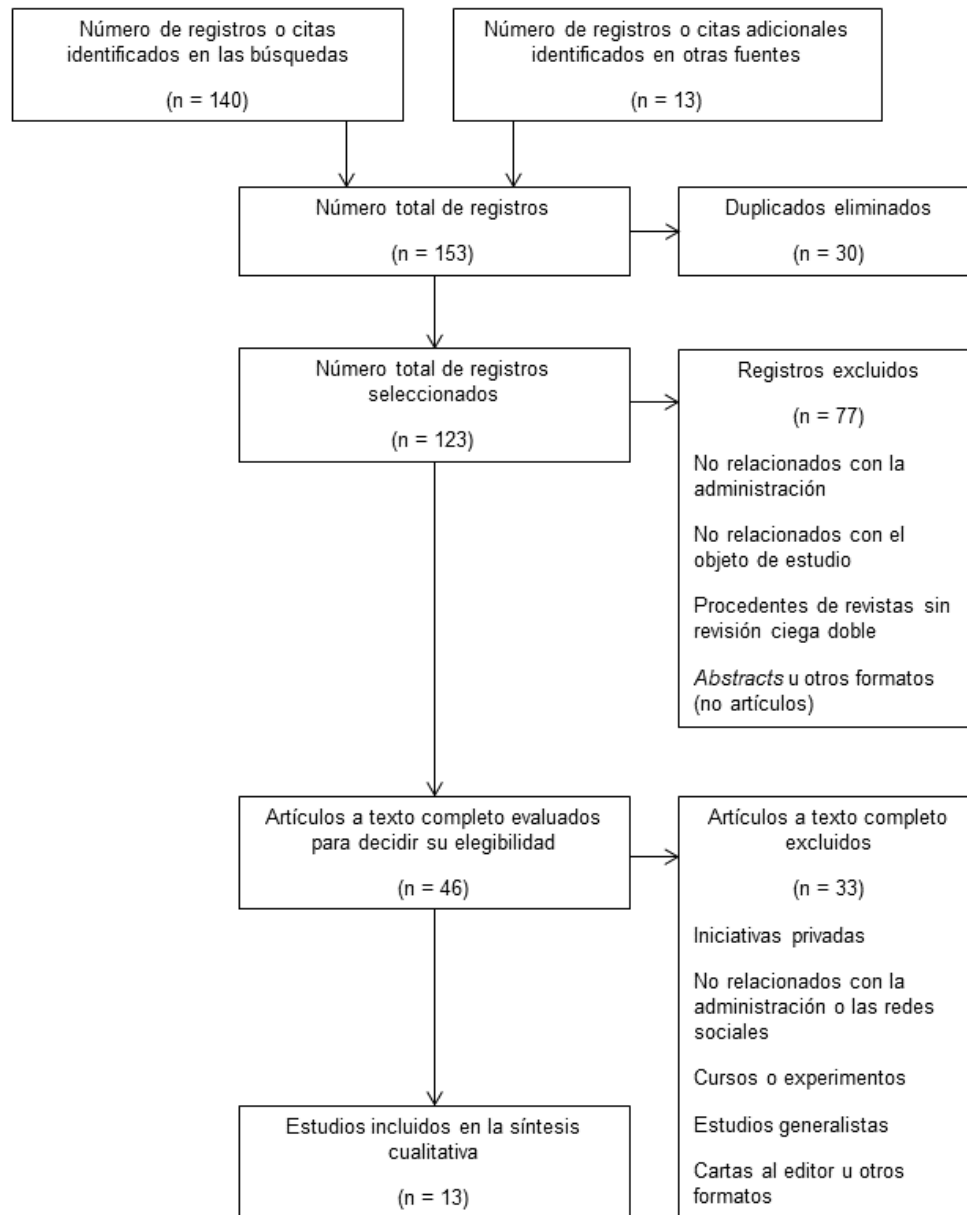 Número de registros o citas
identificados en las búsquedas
(n = 140)
Número de registros o citas adicionales
identificados en otras fuentes
(n = 13)
Número total de registros
(n = 153)
Duplicados eliminados
(n = 30)
Número total de registros
seleccionados
(n = 123)
Registros excluidos
(n = 77)
No relacionados con la
administración
No relacionados con el
objeto de estudio
Procedentes de revistas sin
revisión ciega doble
Abstracts u otros formatos
(no artículos)
Artículos a texto completo evaluados
para decidir su elegibilidad
(n = 46)
Artículos a texto completo
excluidos
(n = 33)
Iniciativas privadas
No relacionados con la
administración o las redes
sociales
Cursos o experimentos
Estudios generalistas
Cartas al editor u otros
formatos
Estudios incluidos en la síntesis
cualitativa
(n = 13)